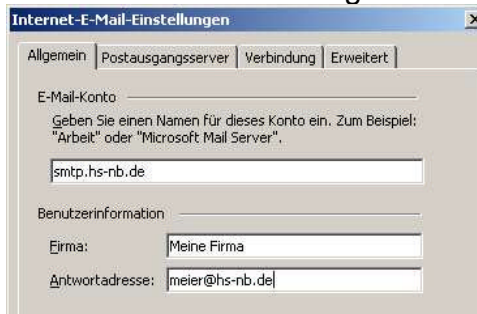 Internet-E-Mail-Einstellungen
Allgemein Postausgangsserver Verbindung Erweitert
E-Mail-Konto
Geben Sie einen Namen für dieses Konto ein. Zum Beispiel:
"Arbeit" oder "Microsoft Mail Server".
smtp.hs-nb.de
Benutzerinformation
Firma: Meine Firma
Antwortadresse: meier@hs-nb.de